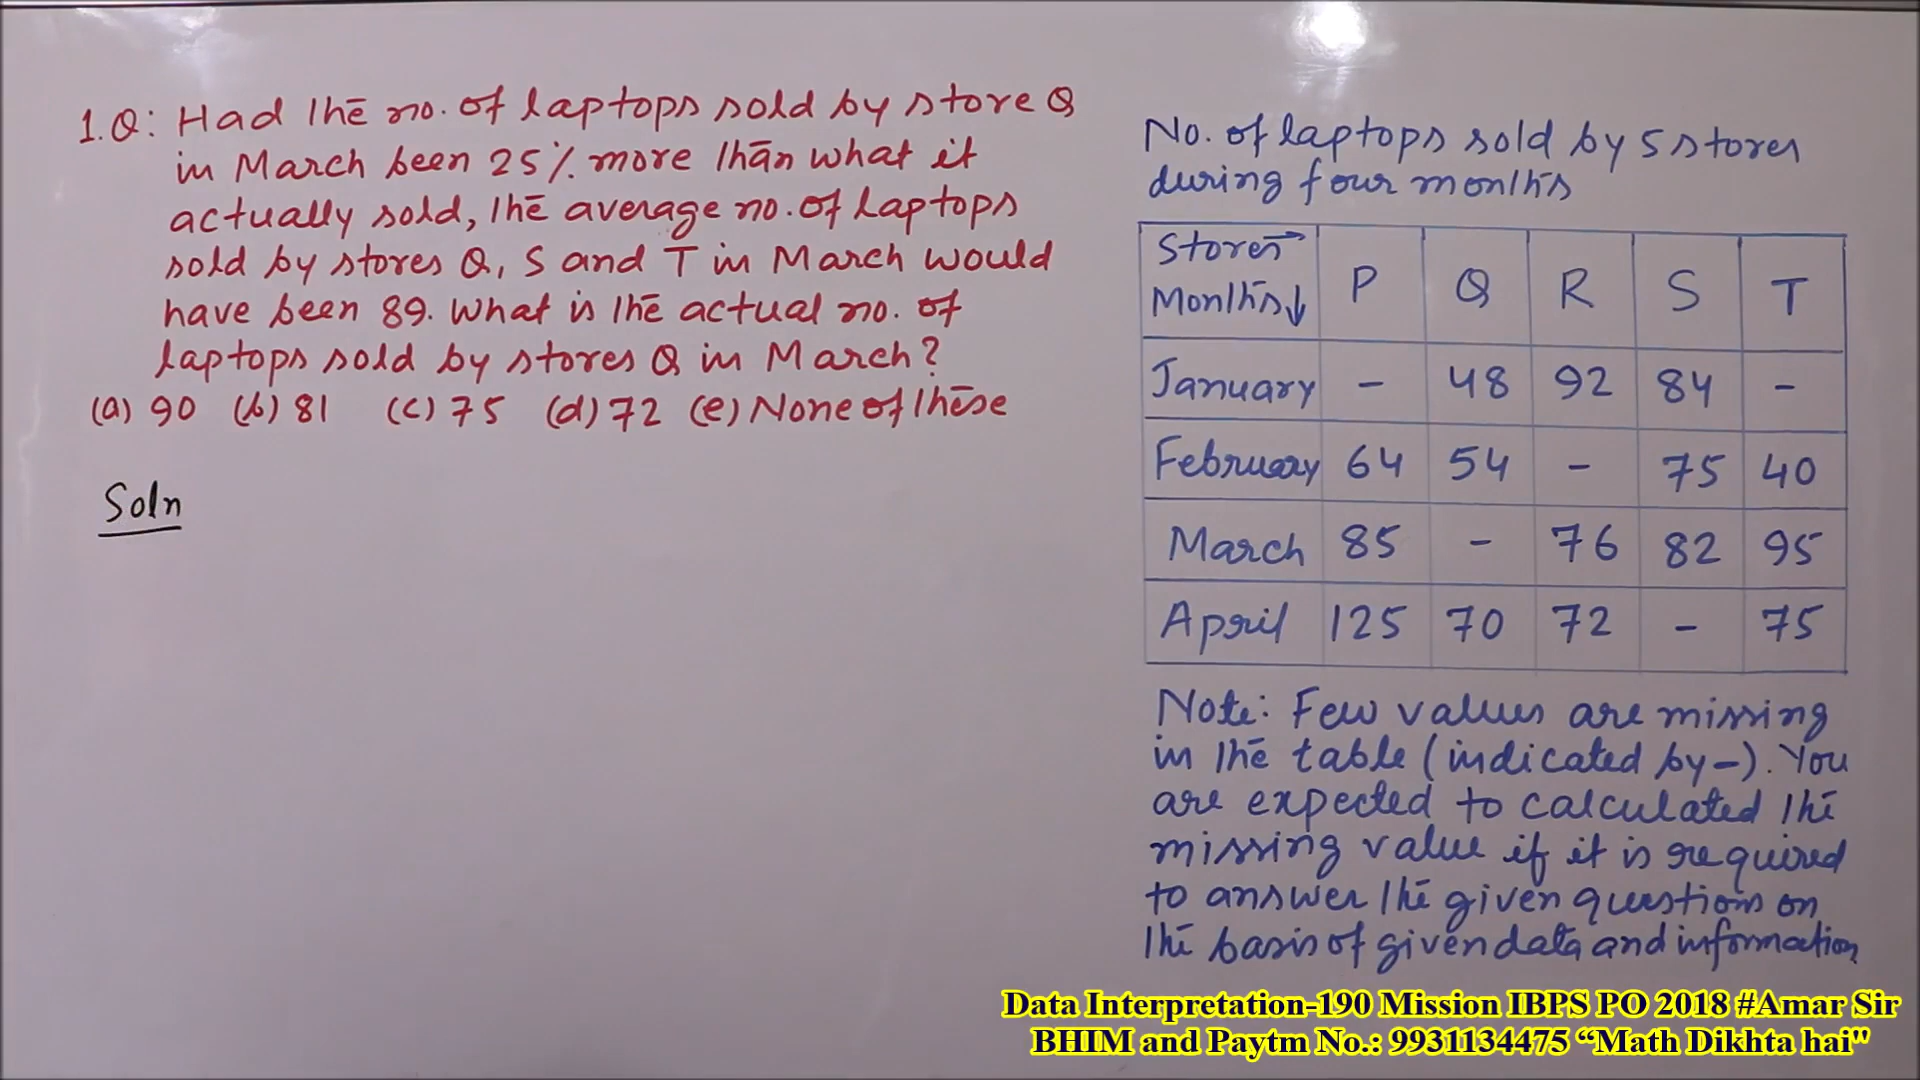 1.Q: Had the no. of laptops sold by store Q
in March been 25% more than what it
actually sold, the average no. of laptops
sold by stores Q, S and T in March would
have been 89. What is the actual no. of
laptops sold by stores Q in March?
(a) 90 (b) 81 (c) 75 (d) 72 (e) None of these
Soln
No. of laptops sold by 5 stores
during four months
Stores→
Months↓ P Q R S T
January - 48 92 84 -
February 64 54 - 75 40
March 85 - 76 82 95
April 125 70 72 - 75
Note: Few values are missing
in the table (indicated by -). You
are expected to calculated the
missing value if it is required
to answer the given questions on
the basis of given data and information
Data Interpretation-190 Mission IBPS PO 2018 #Amar Sir
BHIM and Paytm No.: 9931134475 “Math Dikhta hai"